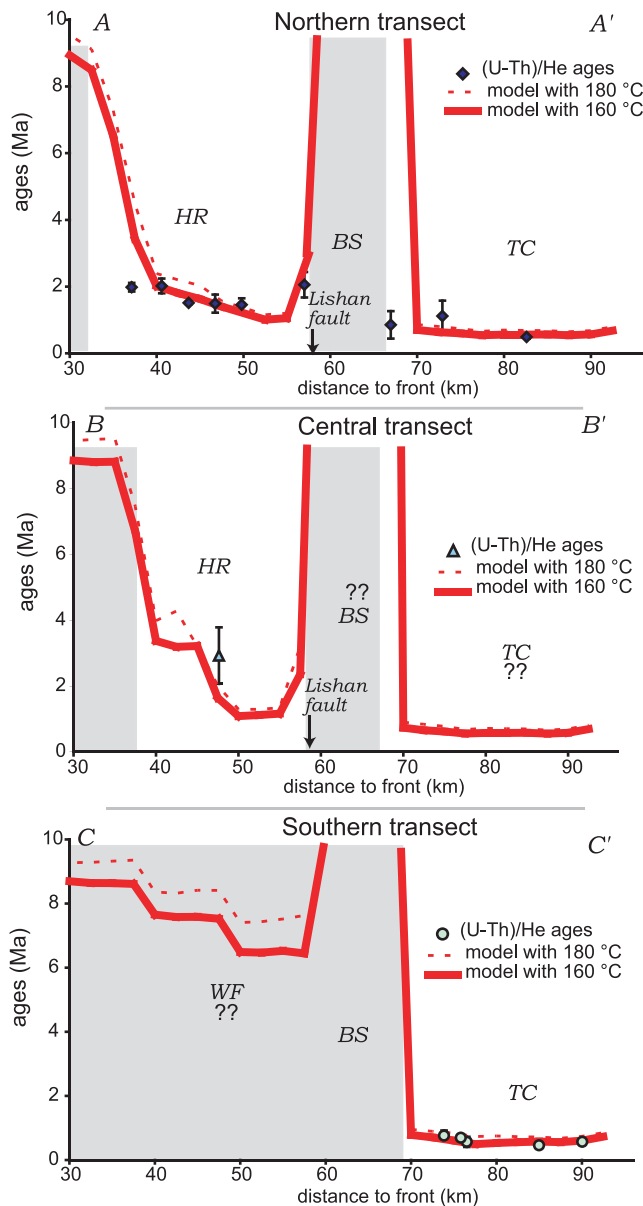 Northern transect
A
A′
ages (Ma)
10
8
6
4
2
0
(U-Th)/He ages
model with 180 °C
model with 160 °C
HR
BS
TC
Lishan
fault
30 40 50 60 70 80 90
distance to front (km)
Central transect
B
B′
ages (Ma)
10
8
6
4
2
0
(U-Th)/He ages
model with 180 °C
model with 160 °C
HR
??
BS
TC
??
Lishan
fault
30 40 50 60 70 80 90
distance to front (km)
Southern transect
C
C′
ages (Ma)
10
8
6
4
2
0
(U-Th)/He ages
model with 180 °C
model with 160 °C
WF
??
BS
TC
30 40 50 60 70 80 90
distance to front (km)